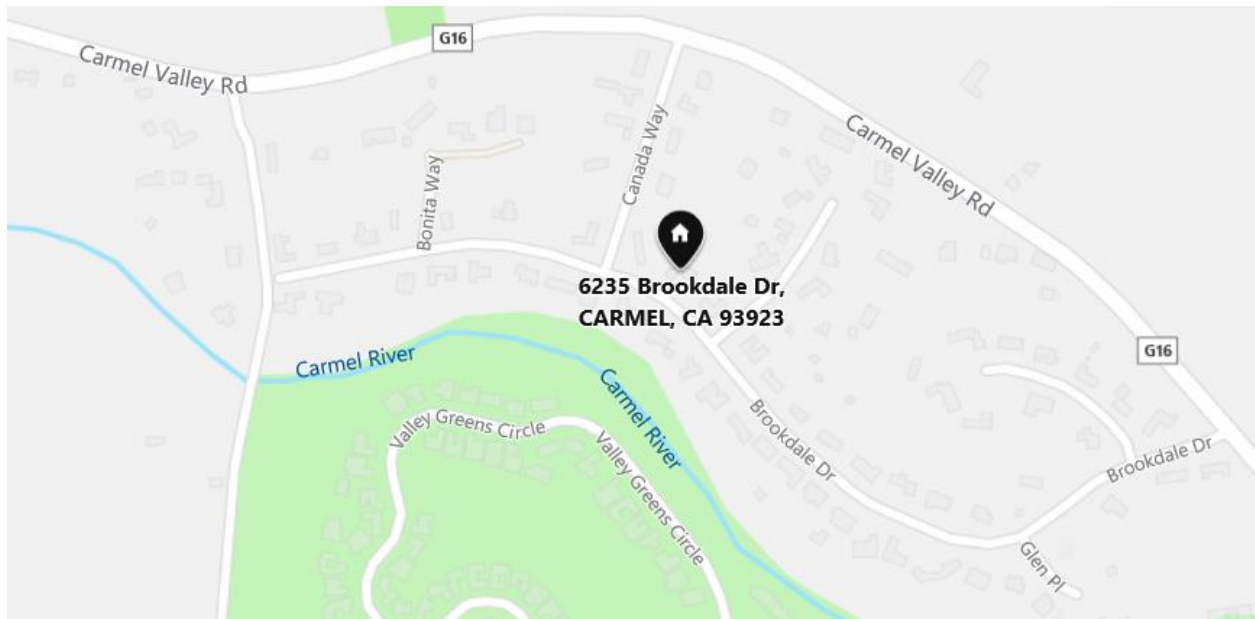 G16
Carmel Valley Rd
Carmel Valley Rd
Canada Way
Bonita Way
6235 Brookdale Dr,
CARMEL, CA 93923
G16
Carmel River
Carmel River
Valley Greens Circle
Valley Greens Circle
Brookdale Dr
Brookdale Dr
Glen Pl